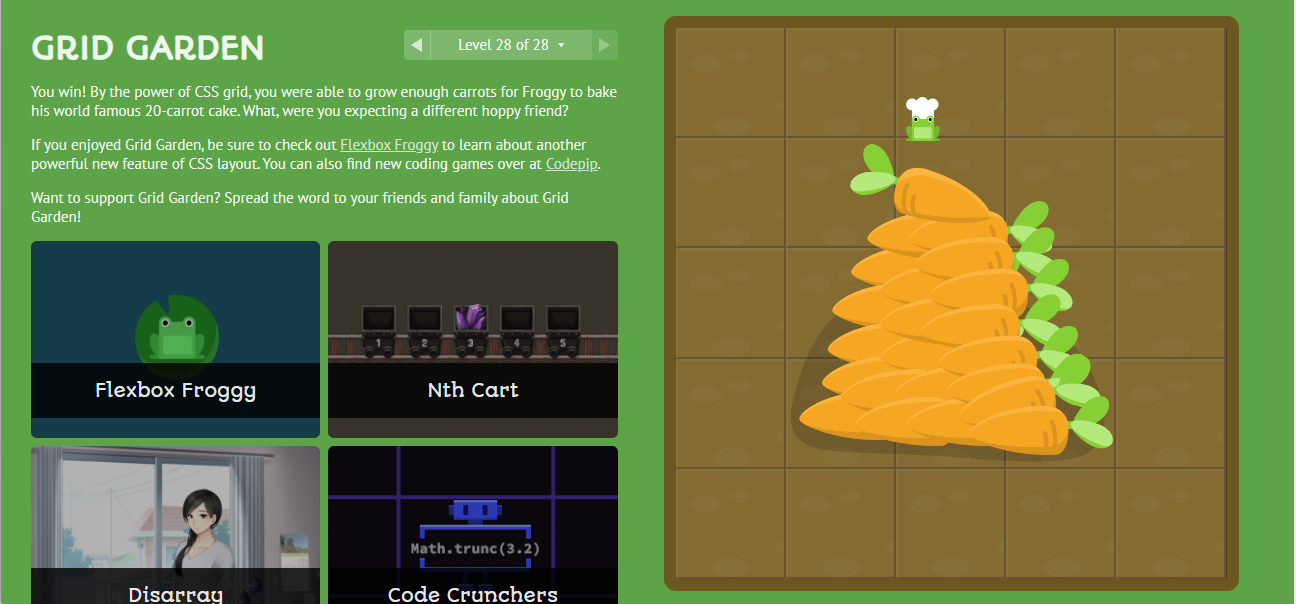 GRID GARDEN
Level 28 of 28
You win! By the power of CSS grid, you were able to grow enough carrots for Froggy to bake
his world famous 20-carrot cake. What, were you expecting a different hoppy friend?
If you enjoyed Grid Garden, be sure to check out Flexbox Froggy to learn about another
powerful new feature of CSS layout. You can also find new coding games over at Codepip.
Want to support Grid Garden? Spread the word to your friends and family about Grid
Garden!
Flexbox Froggy
1 2 3 4 5
Nth Cart
Disarray
Math.trunc(3.2)
Code Crunchers